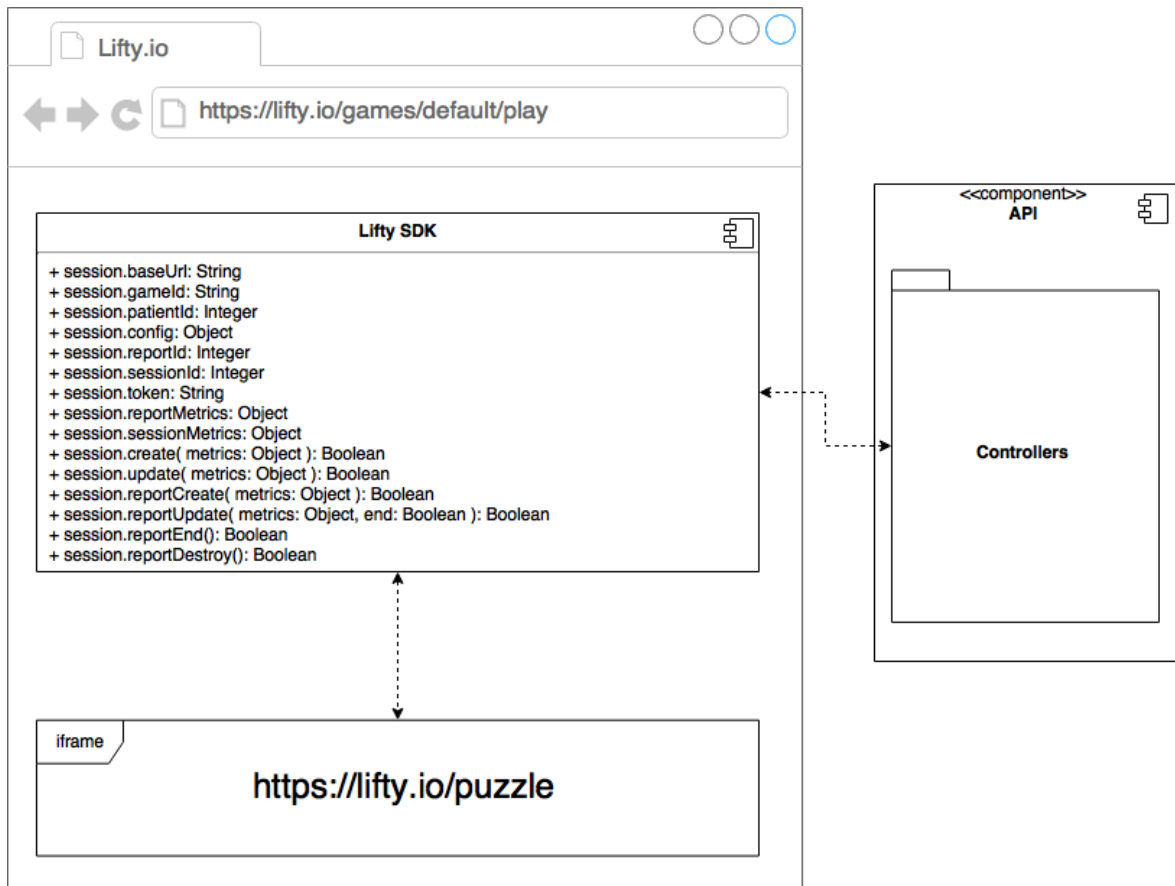 Lifty.io
https://lifty.io/games/default/play
Lifty SDK
+ session.baseUrl: String
+ session.gameId: String
+ session.patientId: Integer
+ session.config: Object
+ session.reportId: Integer
+ session.sessionId: Integer
+ session.token: String
+ session.reportMetrics: Object
+ session.sessionMetrics: Object
+ session.create( metrics: Object ): Boolean
+ session.update( metrics: Object ): Boolean
+ session.reportCreate( metrics: Object ): Boolean
+ session.reportUpdate( metrics: Object, end: Boolean ): Boolean
+ session.reportEnd(): Boolean
+ session.reportDestroy(): Boolean
iframe
https://lifty.io/puzzle
<<component>>
API
Controllers